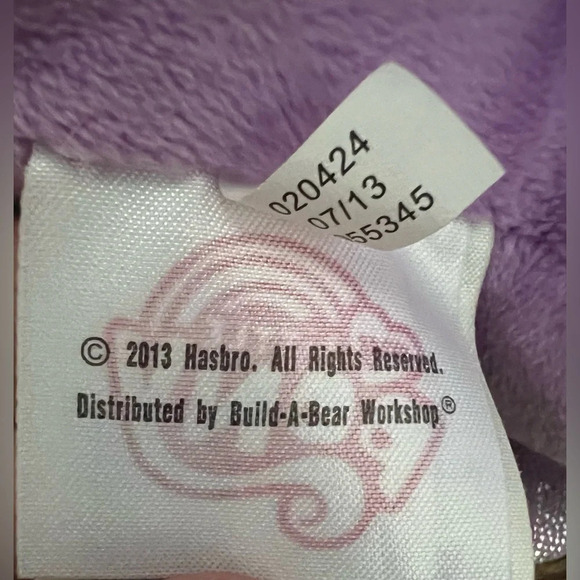 020424
07/13
55345
© 2013 Hasbro. All Rights Reserved.
Distributed by Build-A-Bear Workshop®